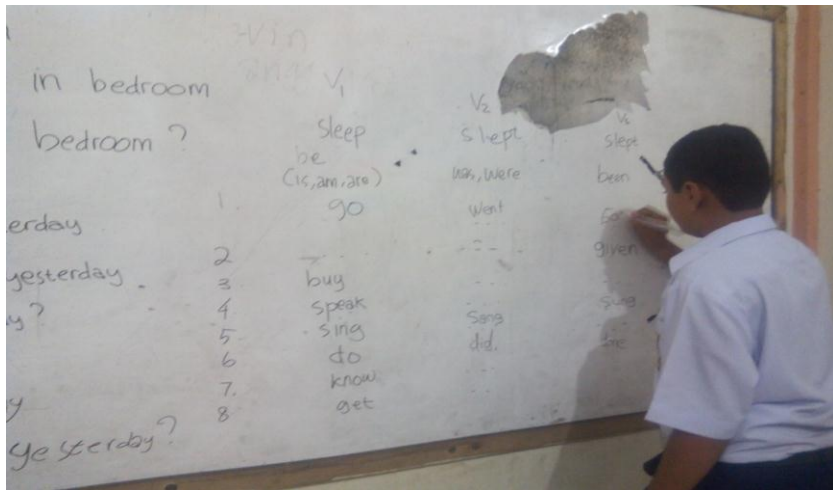 in bedroom
bedroom ?
erday
yesterday .
y ?
y
yesterday ?
V1 V2 V3
sleep slept slept
be
(is, am, are) was, were been
1. go went
2 given
3 buy
4 speak
5 sing sang sung
6 do did.
7. know
8 get